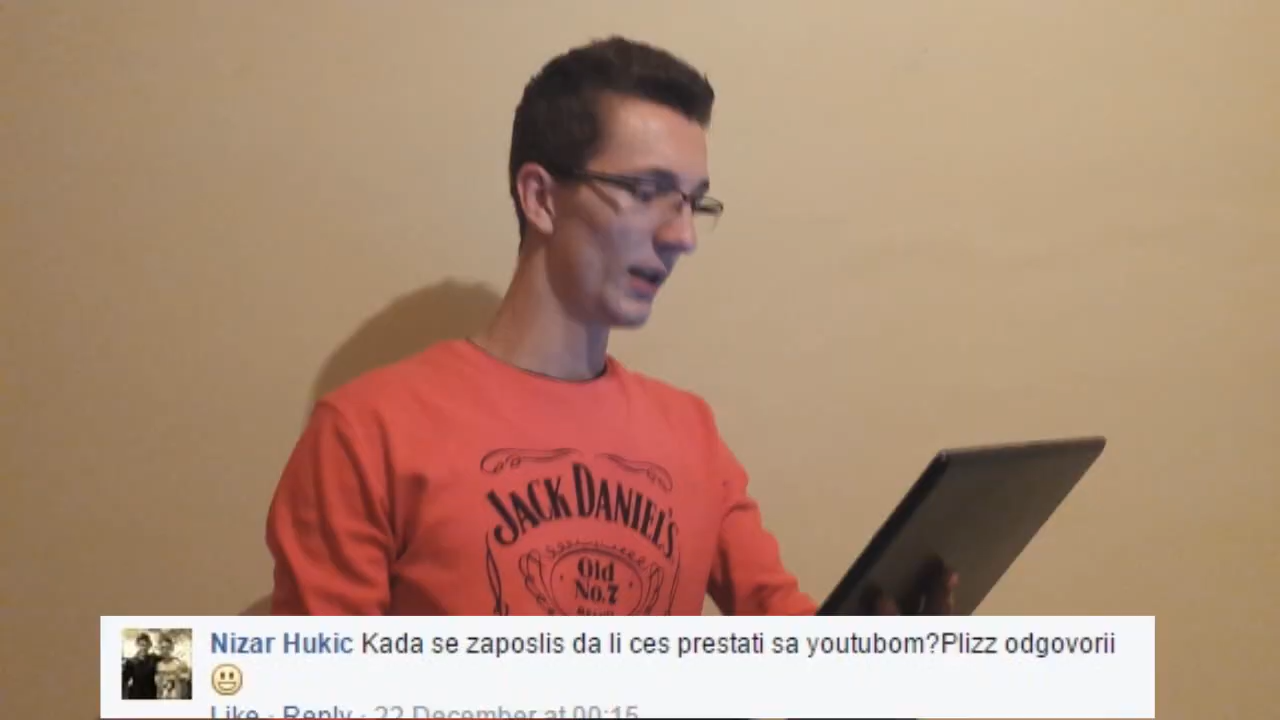 JACK DANIEL'S
Old
No.7
Nizar Hukic Kada se zaposlis da li ces prestati sa youtubom?Plizz odgovorii
Like · Reply · 22 December at 00:15